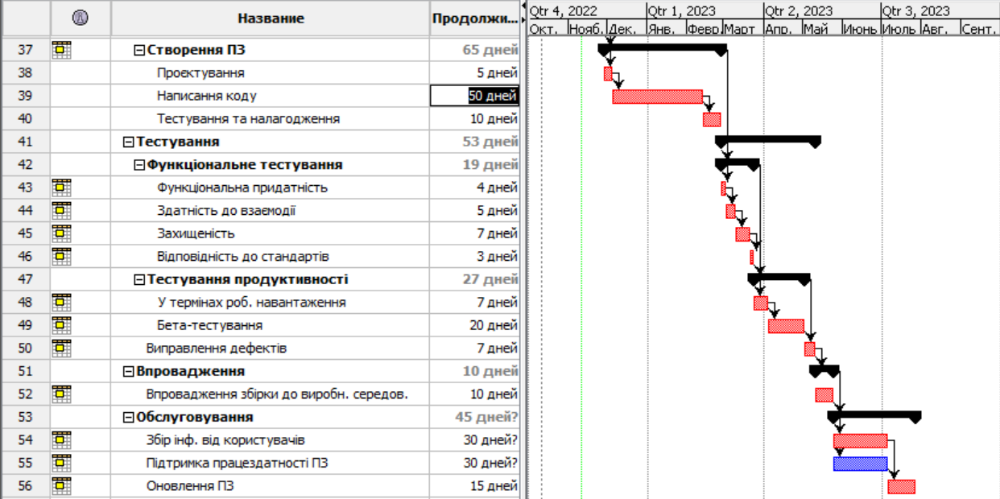 Название Продолжи... Qtr 4, 2022 Qtr 1, 2023 Qtr 2, 2023 Qtr 3, 2023
Окт. Нояб. Дек. Янв. Февр. Март Апр. Май Июнь Июль Авг. Сент.
37 Створення ПЗ 65 дней
38 Проєктування 5 дней
39 Написання коду 50 дней
40 Тестування та налагодження 10 дней
41 Тестування 53 дней
42 Функціональне тестування 19 дней
43 Функціональна придатність 4 дней
44 Здатність до взаємодії 5 дней
45 Захищеність 7 дней
46 Відповідність до стандартів 3 дней
47 Тестування продуктивності 27 дней
48 У термінах роб. навантаження 7 дней
49 Бета-тестування 20 дней
50 Виправлення дефектів 7 дней
51 Впровадження 10 дней
52 Впровадження збірки до виробн. середов. 10 дней
53 Обслуговування 45 дней?
54 Збір інф. від користувачів 30 дней?
55 Підтримка працездатності ПЗ 30 дней?
56 Оновлення ПЗ 15 дней